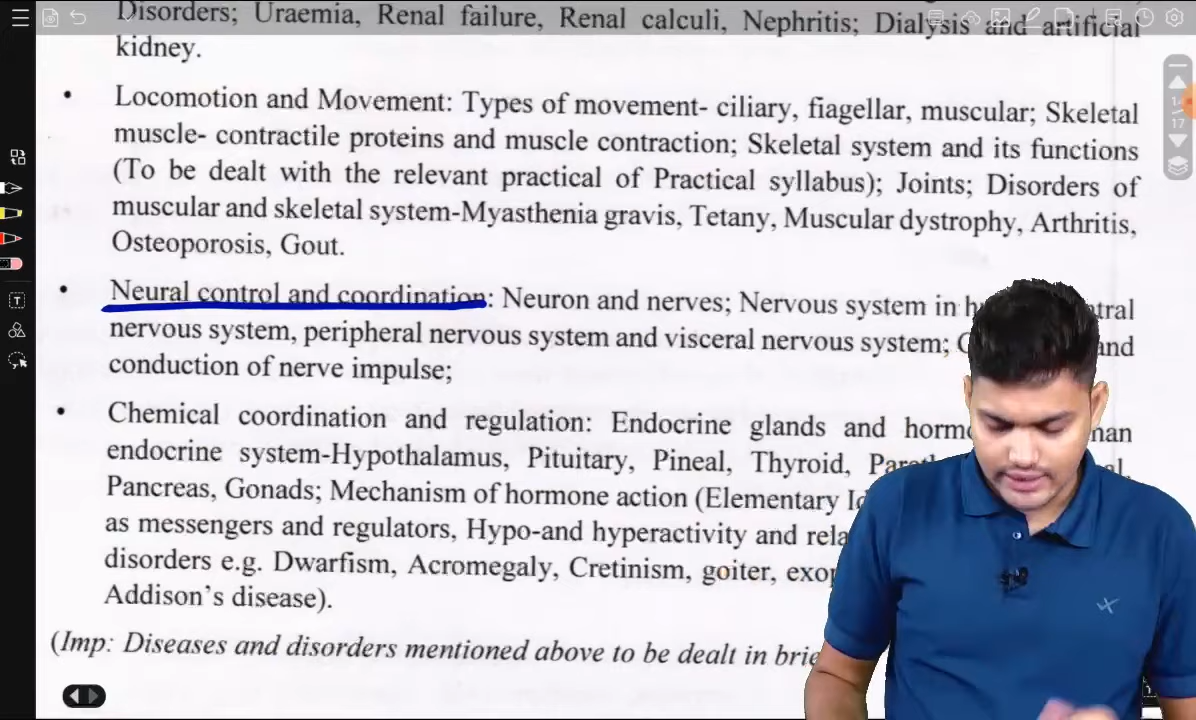 Disorders; Uraemia, Renal failure, Renal calculi, Nephritis; Dialysis and artificial
kidney.
• Locomotion and Movement: Types of movement- ciliary, fiagellar, muscular; Skeletal
muscle- contractile proteins and muscle contraction; Skeletal system and its functions
(To be dealt with the relevant practical of Practical syllabus); Joints; Disorders of
muscular and skeletal system-Myasthenia gravis, Tetany, Muscular dystrophy, Arthritis,
Osteoporosis, Gout.
• Neural control and coordination: Neuron and nerves; Nervous system in
nervous system, peripheral nervous system and visceral nervous system; and
conduction of nerve impulse;
• Chemical coordination and regulation: Endocrine glands and
endocrine system-Hypothalamus, Pituitary, Pineal, Thyroid,
Pancreas, Gonads; Mechanism of hormone action (Elementary
as messengers and regulators, Hypo-and hyperactivity and
disorders e.g. Dwarfism, Acromegaly, Cretinism, goiter,
Addison's disease).
(Imp: Diseases and disorders mentioned above to be dealt in
1
17